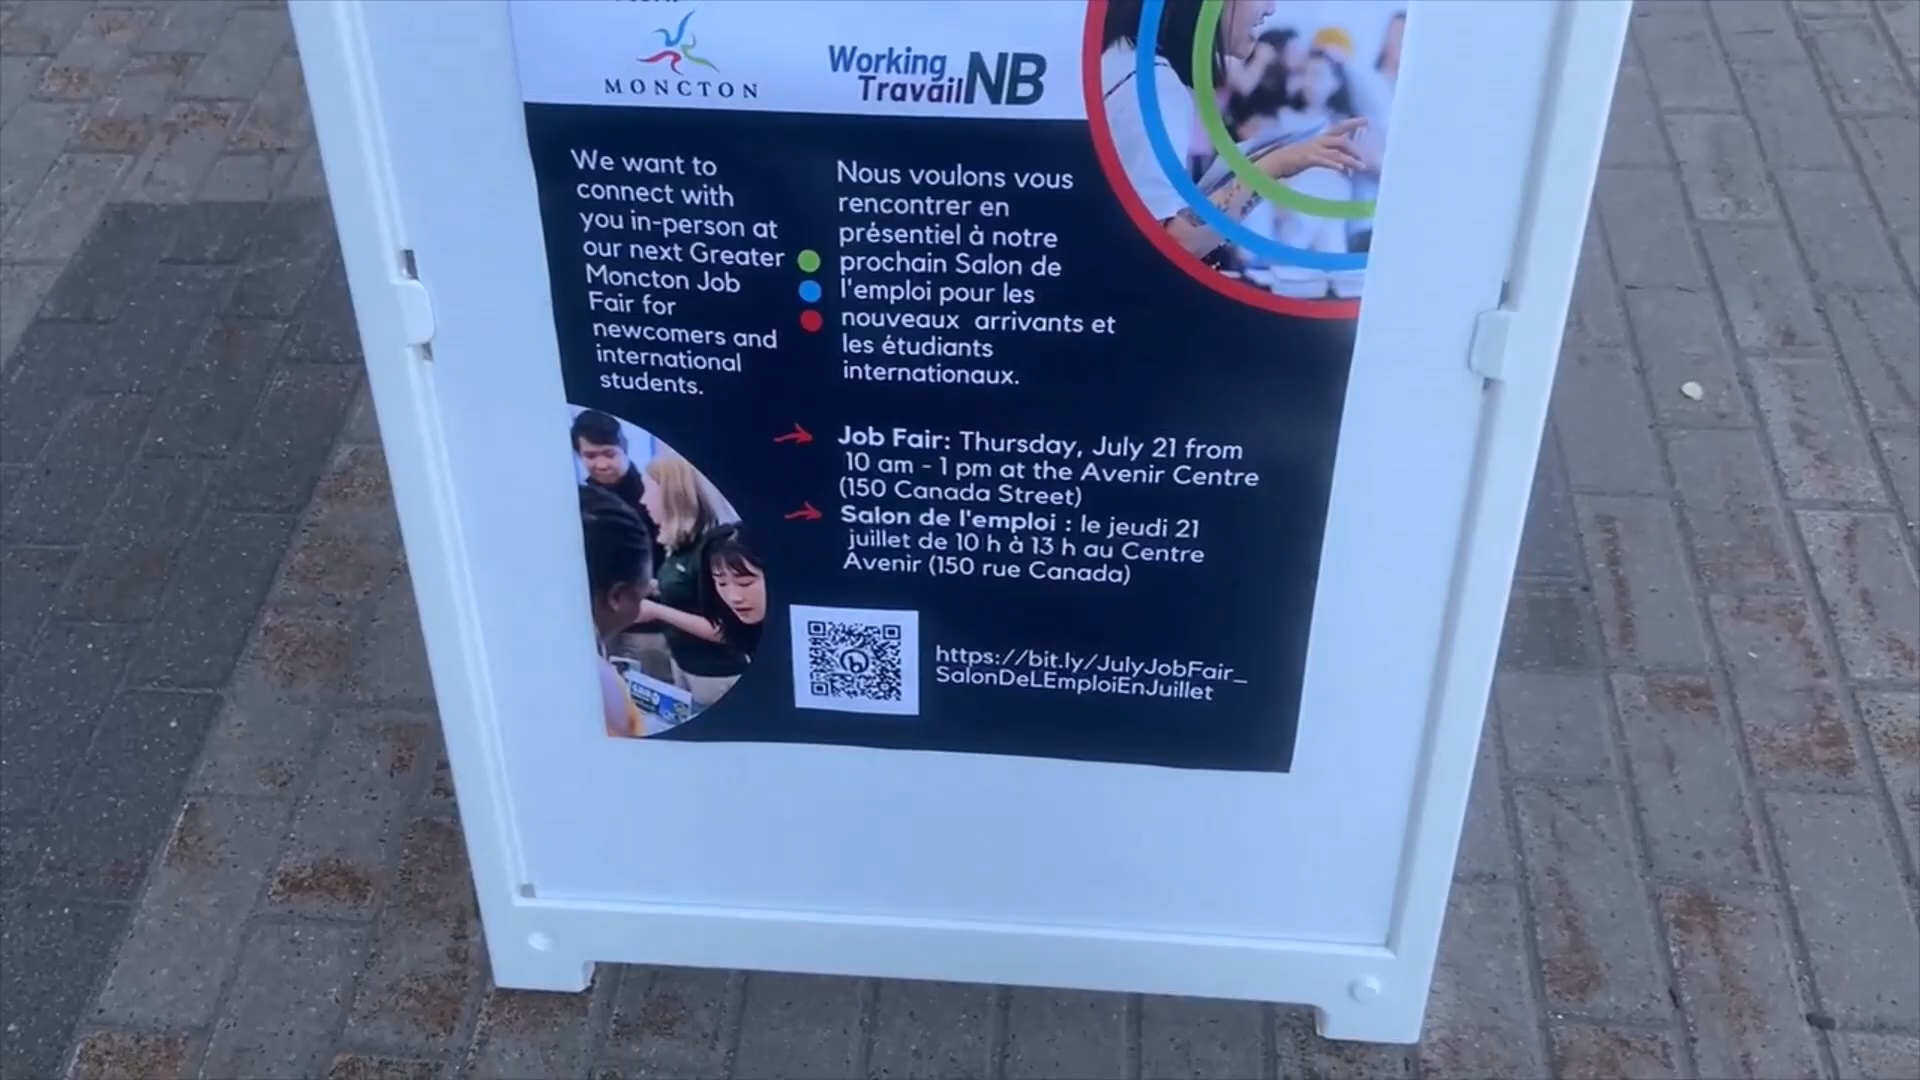 MONCTON
Working
Travail NB
We want to
connect with
you in-person at
our next Greater
Moncton Job
Fair for
newcomers and
international
students.
Nous voulons vous
rencontrer en
présentiel à notre
prochain Salon de
l'emploi pour les
nouveaux arrivants et
les étudiants
internationaux.
Job Fair: Thursday, July 21 from
10 am - 1 pm at the Avenir Centre
(150 Canada Street)
Salon de l'emploi : le jeudi 21
juillet de 10 h à 13 h au Centre
Avenir (150 rue Canada)
https://bit.ly/JulyJobFair_
SalonDeLEmploiEnJuillet